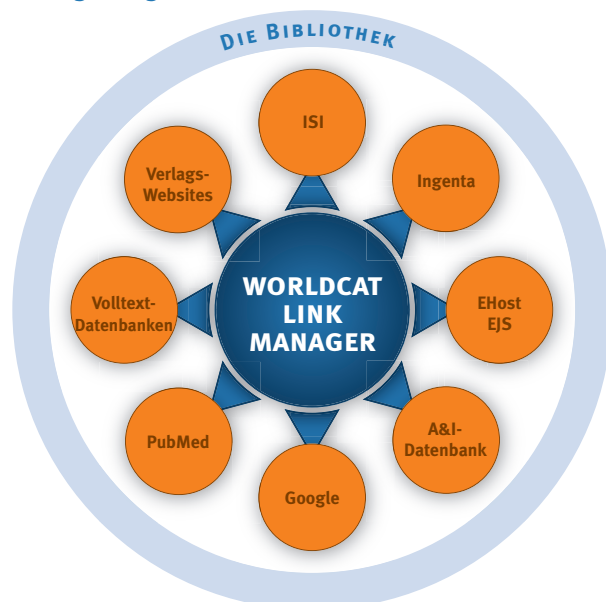 DIE BIBLIOTHEK
ISI
Ingenta
EHost
EJS
A&I-
Datenbank
Google
PubMed
Volltext-
Datenbanken
Verlags-
Websites
WORLDCAT
LINK
MANAGER